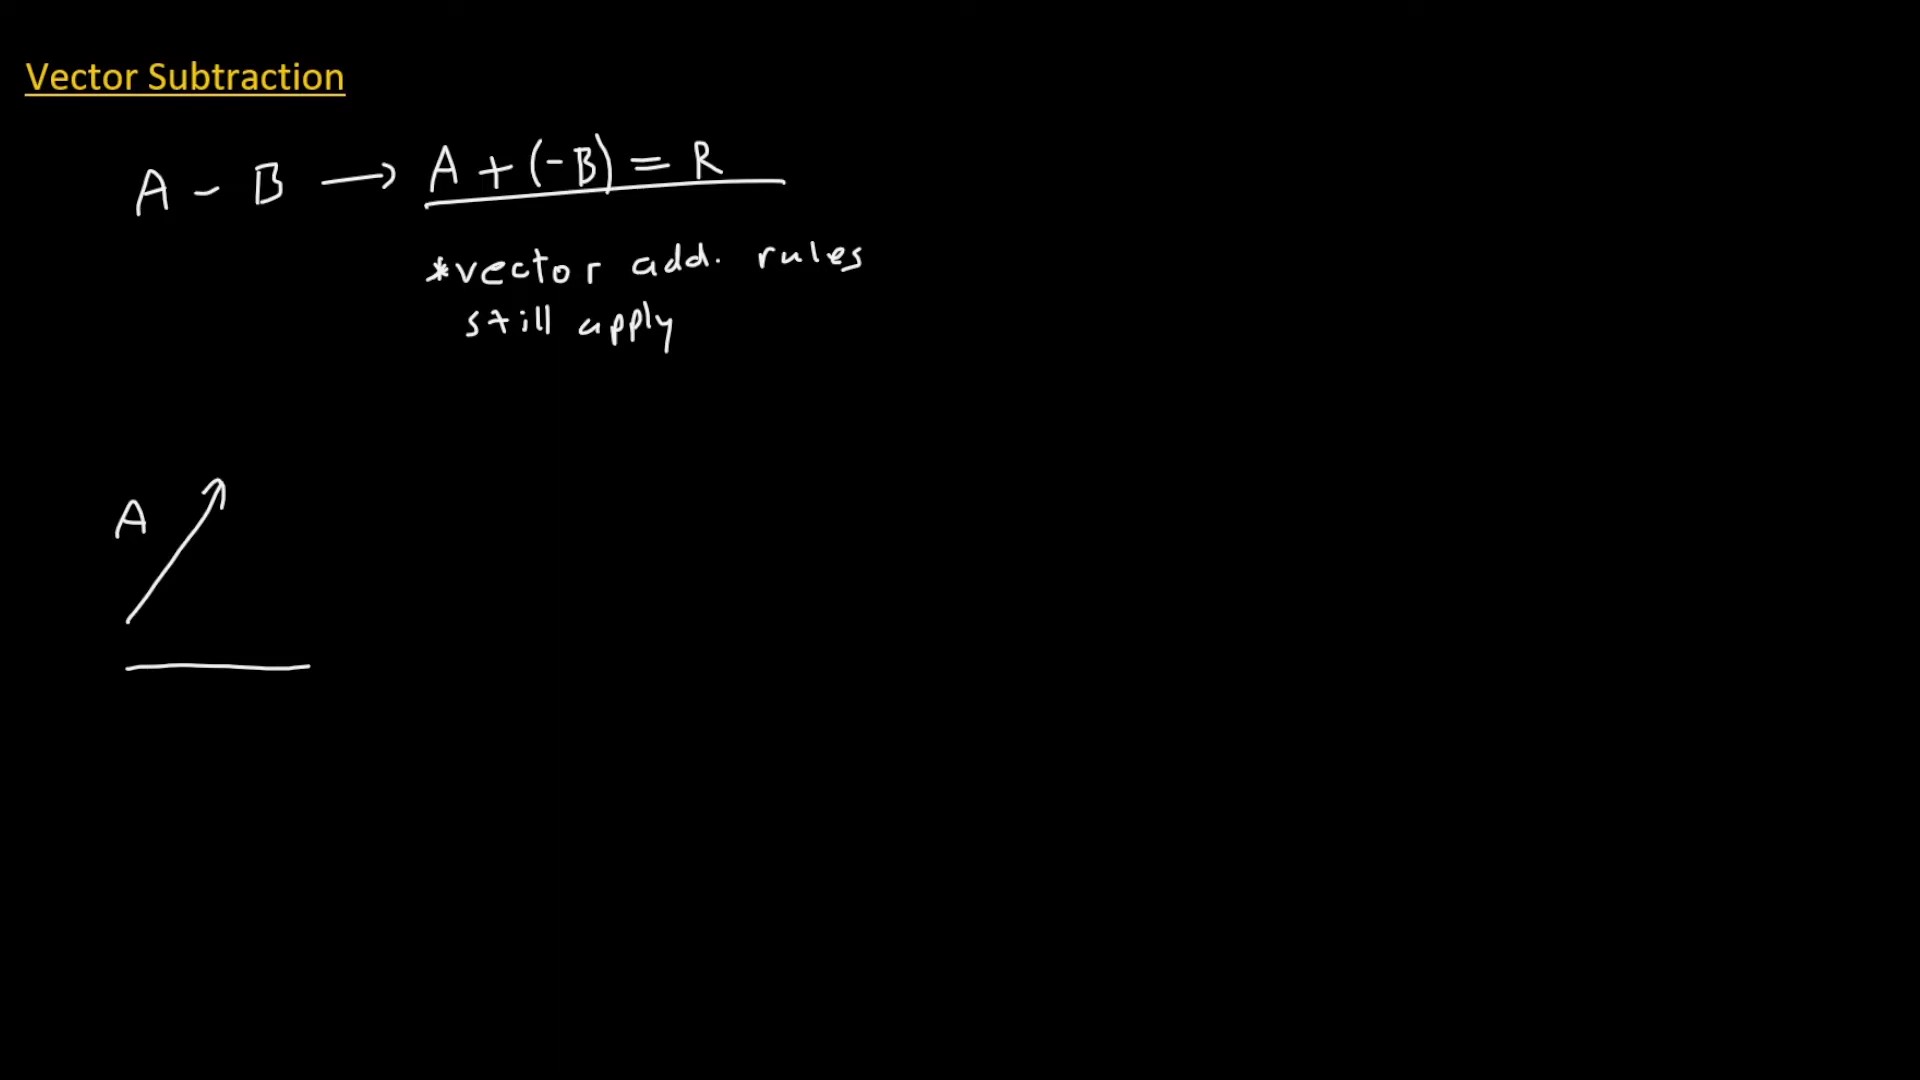 Vector Subtraction
A - B → A + (-B) = R
*vector add. rules
still apply
A